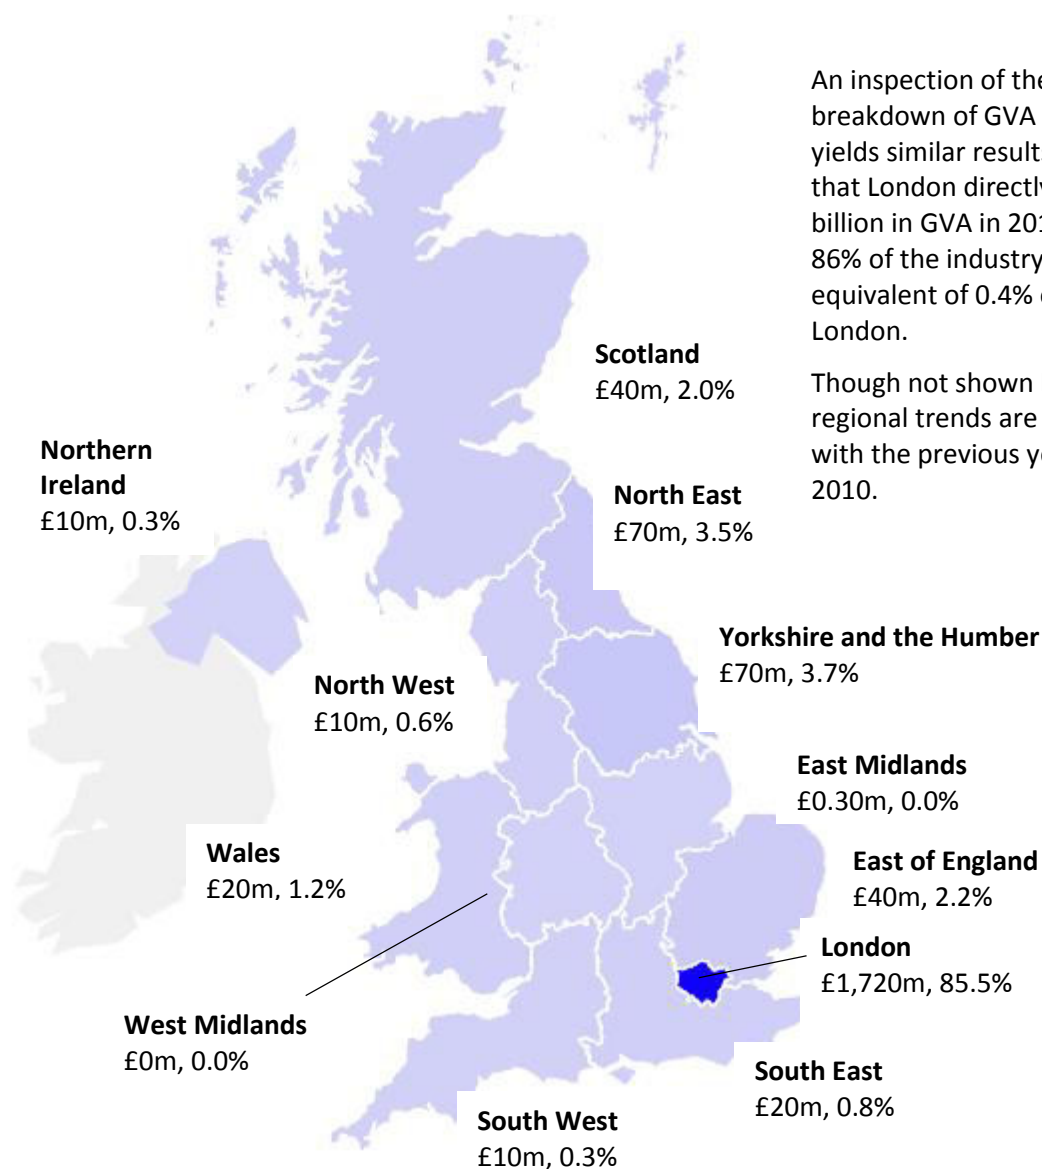 An inspection of the
breakdown of GVA
yields similar results
that London directly
billion in GVA in 201
86% of the industry
equivalent of 0.4%
London.
Though not shown
regional trends are
with the previous ye
2010.
Scotland
£40m, 2.0%
Northern
Ireland
£10m, 0.3%
North East
£70m, 3.5%
Yorkshire and the Humber
£70m, 3.7%
North West
£10m, 0.6%
East Midlands
£0.30m, 0.0%
Wales
£20m, 1.2%
East of England
£40m, 2.2%
London
£1,720m, 85.5%
West Midlands
£0m, 0.0%
South East
£20m, 0.8%
South West
£10m, 0.3%